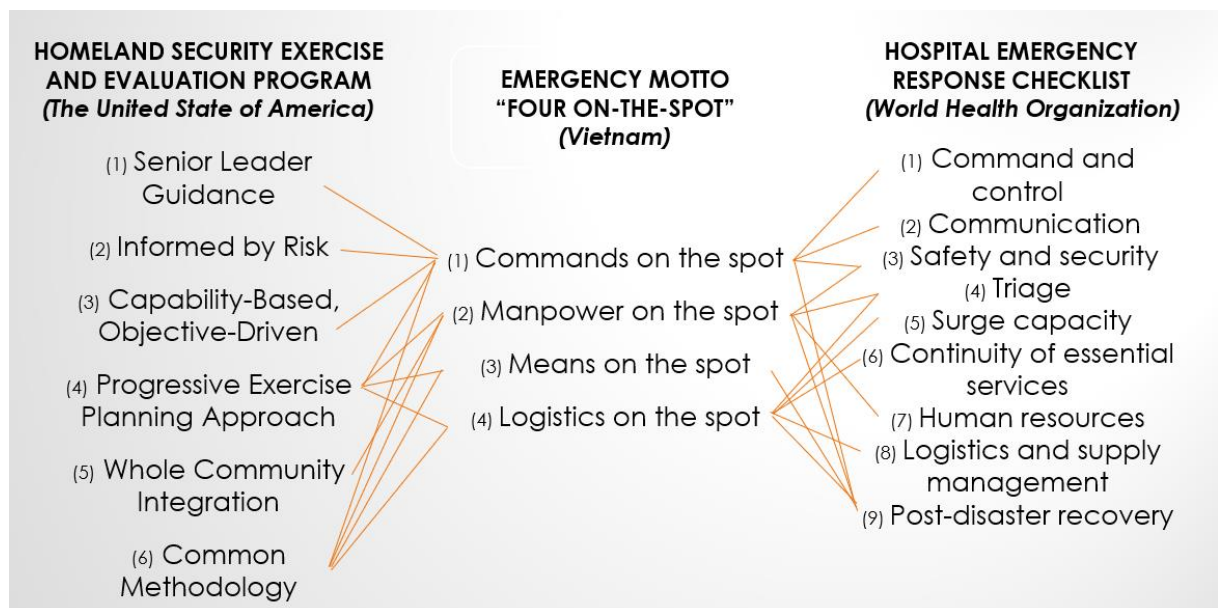 HOMELAND SECURITY EXERCISE
AND EVALUATION PROGRAM
(The United State of America)
(1) Senior Leader
Guidance
(2) Informed by Risk
(3) Capability-Based,
Objective-Driven
(4) Progressive Exercise
Planning Approach
(5) Whole Community
Integration
(6) Common
Methodology
EMERGENCY MOTTO
“FOUR ON-THE-SPOT”
(Vietnam)
(1) Commands on the spot
(2) Manpower on the spot
(3) Means on the spot
(4) Logistics on the spot
HOSPITAL EMERGENCY
RESPONSE CHECKLIST
(World Health Organization)
(1) Command and
control
(2) Communication
(3) Safety and security
(4) Triage
(5) Surge capacity
(6) Continuity of essential
services
(7) Human resources
(8) Logistics and supply
management
(9) Post-disaster recovery